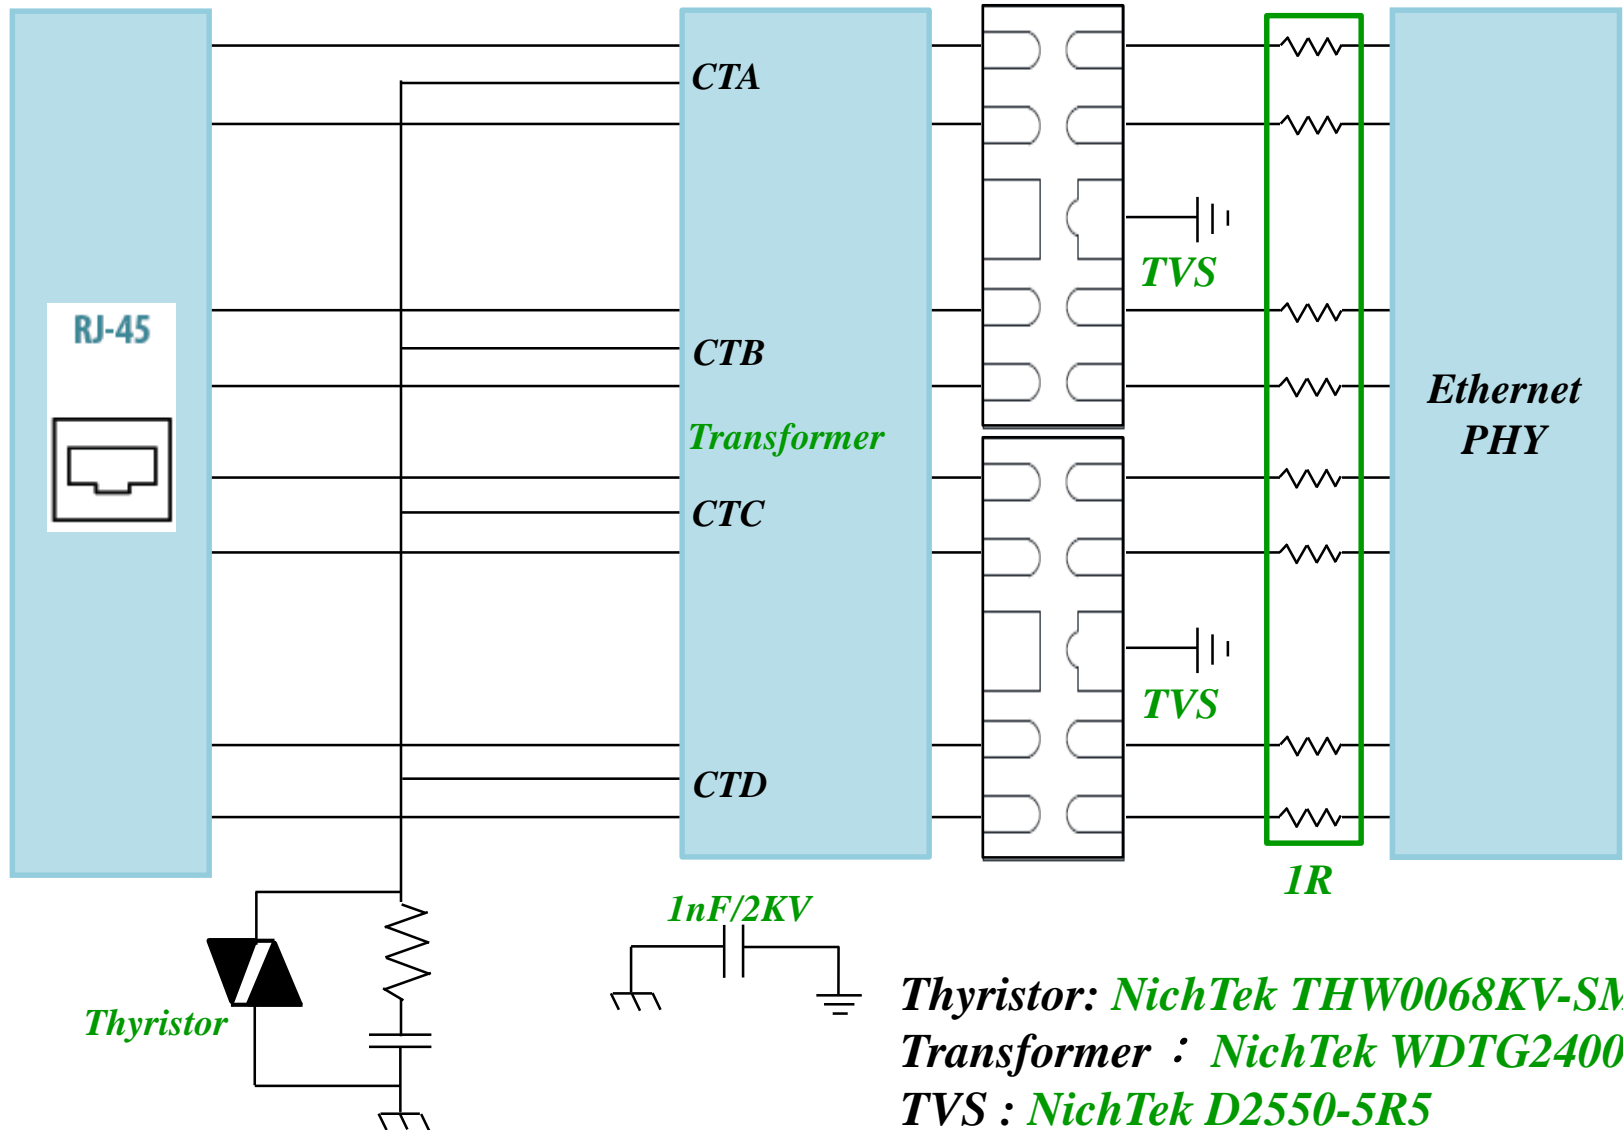 CTA
TVS
RJ-45
CTB
Ethernet
PHY
Transformer
CTC
TVS
CTD
1R
1nF/2KV
Thyristor
Thyristor: NichTek THW0068KV-SM
Transformer : NichTek WDTG2400
TVS : NichTek D2550-5R5